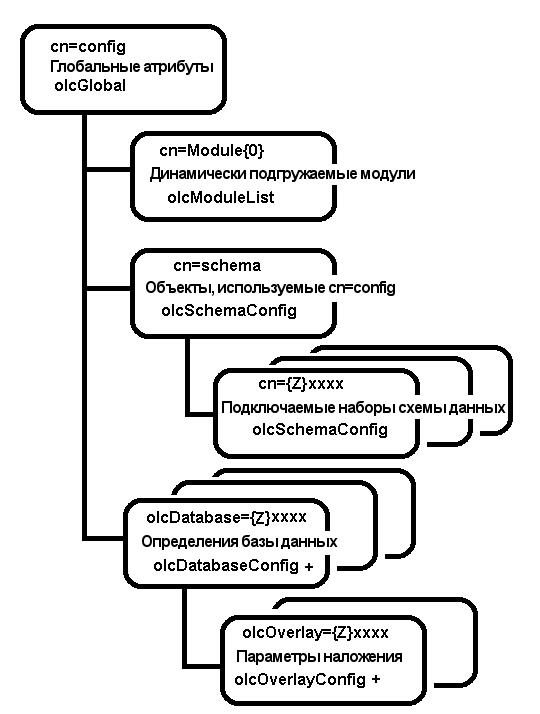 cn=config
Глобальные атрибуты
olcGlobal
cn=Module{0}
Динамически подгружаемые модули
olcModuleList
cn=schema
Объекты, используемые cn=config
olcSchemaConfig
cn={Z}xxxx
Подключаемые наборы схемы данных
olcSchemaConfig
olcDatabase={Z}xxxx
Определения базы данных
olcDatabaseConfig +
olcOverlay={Z}xxxx
Параметры наложения
olcOverlayConfig +